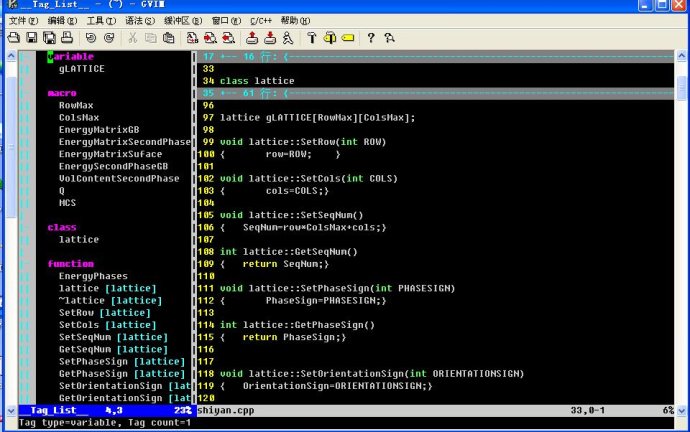 __Tag_List__ - (~) - GVIM
文件(F) 编辑(E) 工具(T) 语法(S) 缓冲区(B) 窗口(W) C/C++ 帮助(H)
variable
gLATTICE
macro
RowMax
ColsMax
EnergyMatrixGB
EnergyMatrixSecondPhase
EnergyMatrixSuface
EnergySecondPhaseGB
VolContentSecondPhase
Q
MCS
class
lattice
function
EnergyPhases
lattice [lattice]
~lattice [lattice]
SetRow [lattice]
SetCols [lattice]
SetSeqNum [lattice]
GetSeqNum [lattice]
SetPhaseSign [lattice]
GetPhaseSign [lattice]
SetOrientationSign [lat
GetOrientationSign [lat
17 +-- 16 行: {
33
34 class lattice
35 +-- 61 行: {
96
97 lattice gLATTICE[RowMax][ColsMax];
98
99 void lattice::SetRow(int ROW)
100 { row=ROW; }
101
102 void lattice::SetCols(int COLS)
103 { cols=COLS;}
104
105 void lattice::SetSeqNum()
106 { SeqNum=row*ColsMax+cols;}
107
108 int lattice::GetSeqNum()
109 { return SeqNum;}
110
111 void lattice::SetPhaseSign(int PHASESIGN)
112 { PhaseSign=PHASESIGN;}
113
114 int lattice::GetPhaseSign()
115 { return PhaseSign;}
116
117
118 void lattice::SetOrientationSign(int ORIENTATIONSIGN)
119 { OrientationSign=ORIENTATIONSIGN;}
120
__Tag_List__ 4,3 23% shiyan.cpp 33,0-1 6%
Tag type=variable, Tag count=1